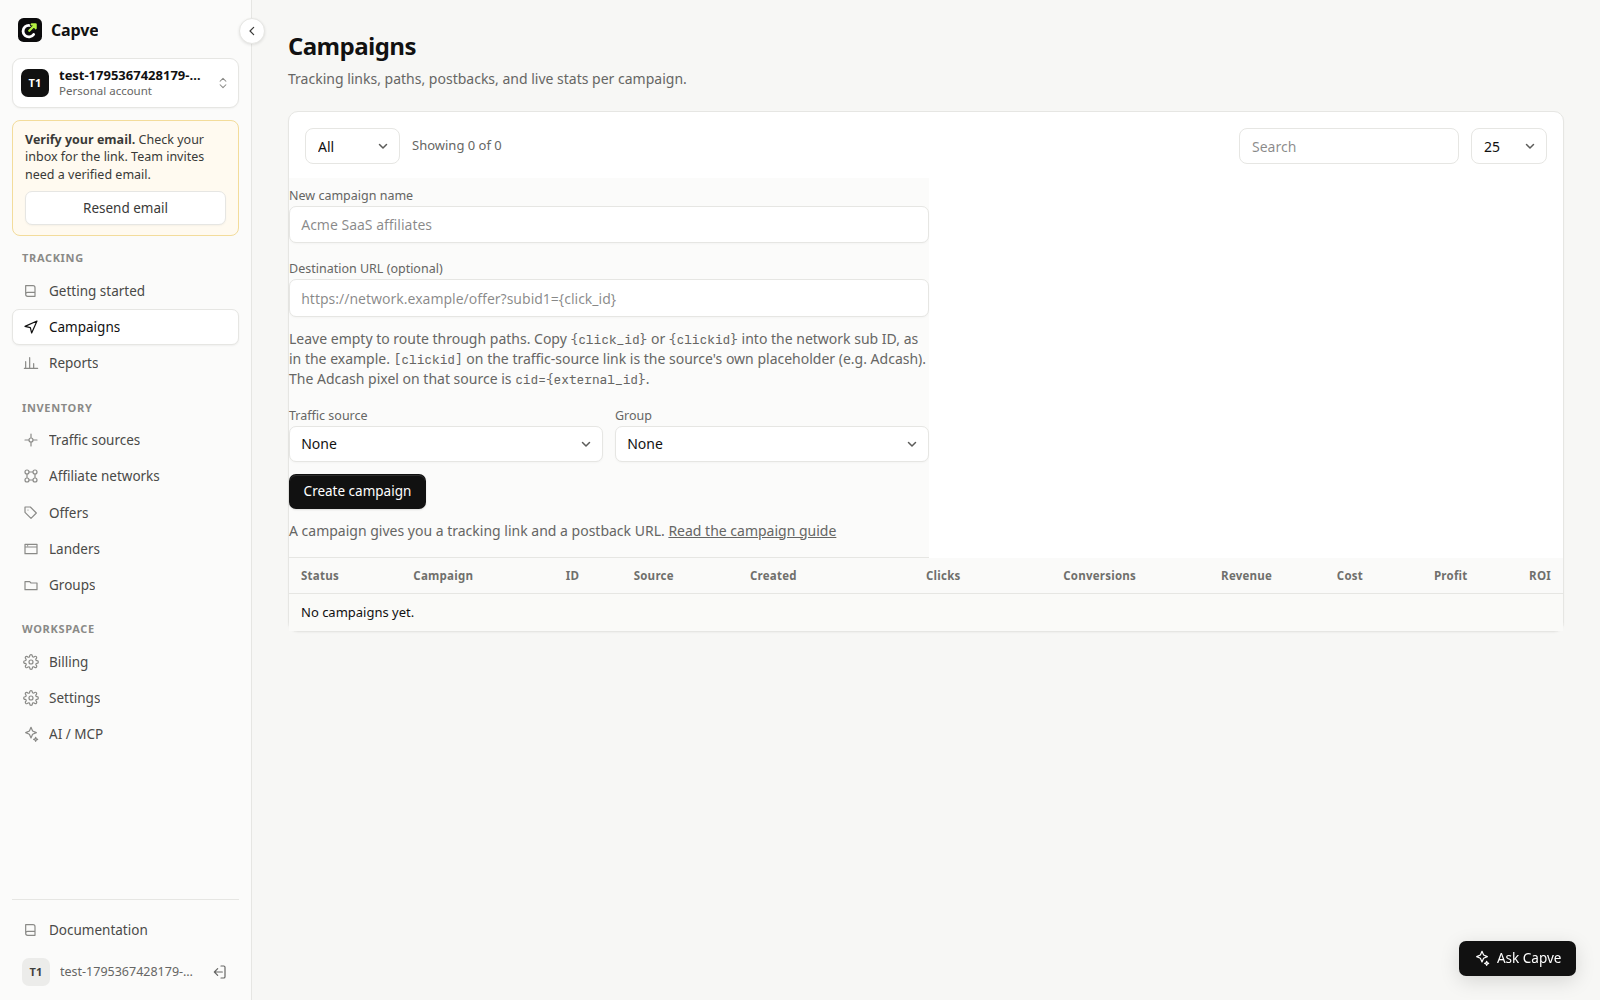 Capve
T1
test-1795367428179-...
Personal account
Verify your email. Check your
inbox for the link. Team invites
need a verified email.
Resend email
TRACKING
Getting started
Campaigns
Reports
INVENTORY
Traffic sources
Affiliate networks
Offers
Landers
Groups
WORKSPACE
Billing
Settings
AI / MCP
Documentation
T1 test-1795367428179-...
Campaigns
Tracking links, paths, postbacks, and live stats per campaign.
All Showing 0 of 0 Search 25
New campaign name
Acme SaaS affiliates
Destination URL (optional)
https://network.example/offer?subid1={click_id}
Leave empty to route through paths. Copy {click_id} or {clickid} into the network sub ID, as
in the example. [clickid] on the traffic-source link is the source's own placeholder (e.g. Adcash).
The Adcash pixel on that source is cid={external_id}.
Traffic source Group
None None
Create campaign
A campaign gives you a tracking link and a postback URL. Read the campaign guide
Status Campaign ID Source Created Clicks Conversions Revenue Cost Profit ROI
No campaigns yet.
Ask Capve